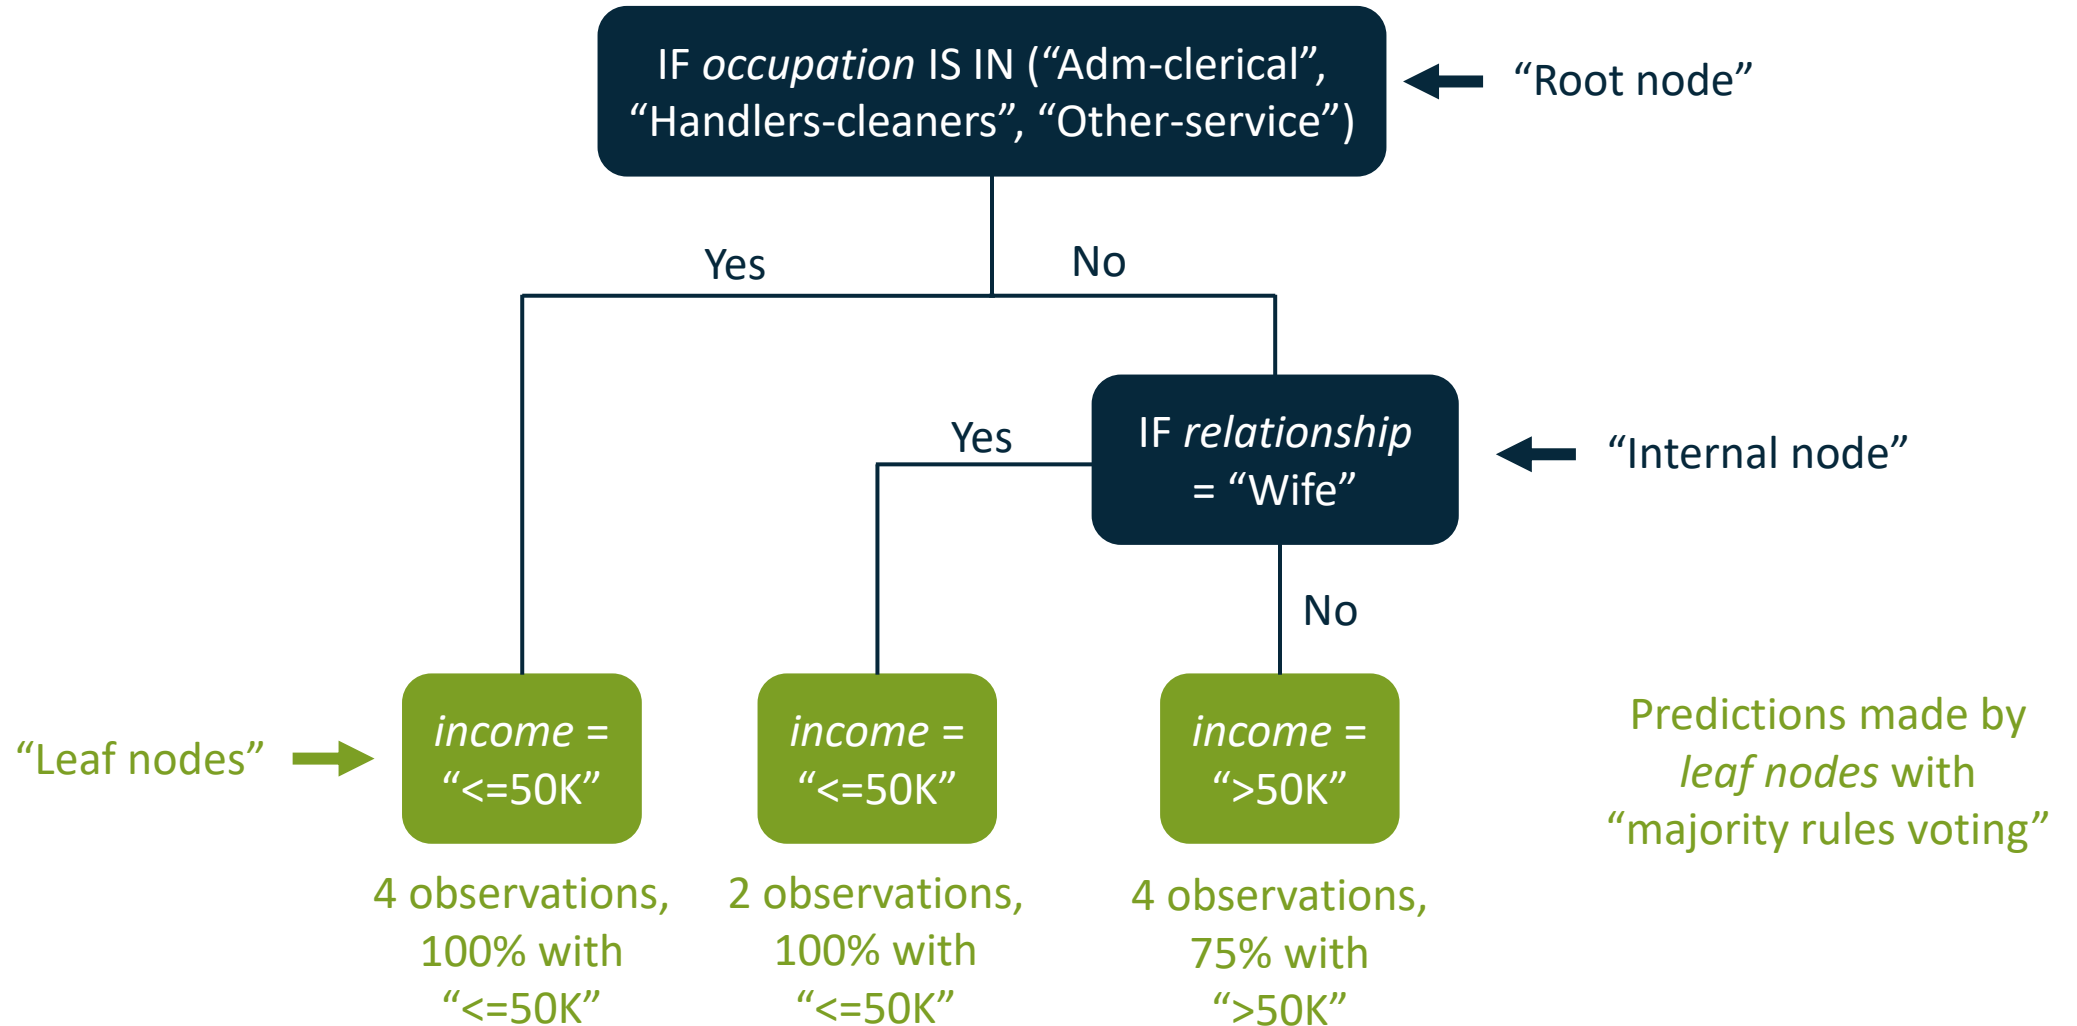 IF occupation IS IN (“Adm-clerical”,
“Handlers-cleaners”, “Other-service”)
“Root node”
Yes
No
IF relationship
= “Wife”
“Internal node”
Yes
No
“Leaf nodes”
income =
“<=50K”
income =
“<=50K”
income =
“>50K”
Predictions made by
leaf nodes with
“majority rules voting”
4 observations,
100% with
“<=50K”
2 observations,
100% with
“<=50K”
4 observations,
75% with
“>50K”